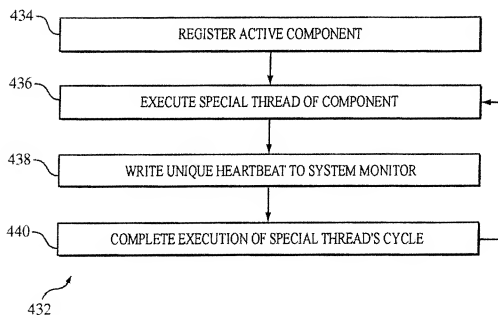 434
REGISTER ACTIVE COMPONENT
436
EXECUTE SPECIAL THREAD OF COMPONENT
438
WRITE UNIQUE HEARTBEAT TO SYSTEM MONITOR
440
COMPLETE EXECUTION OF SPECIAL THREAD'S CYCLE
432